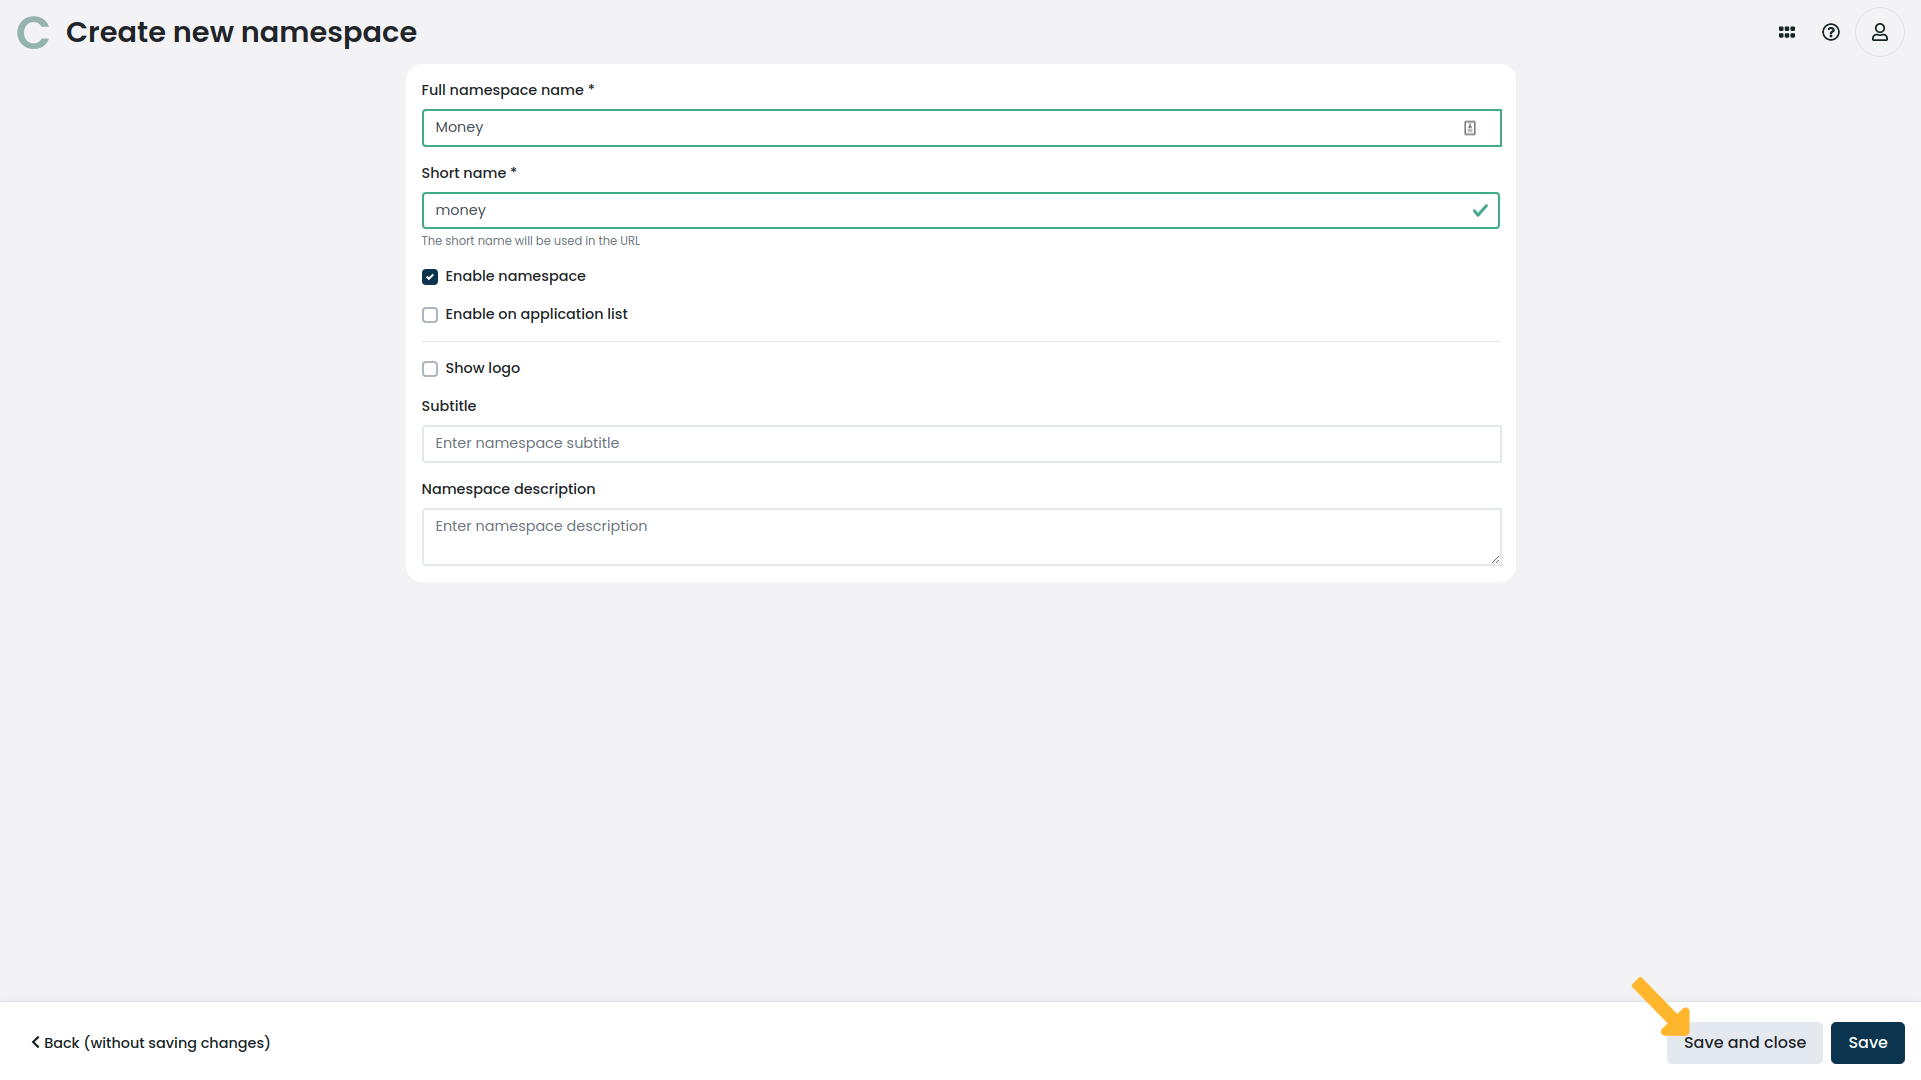 Create new namespace
Full namespace name *
Money
Short name *
money
The short name will be used in the URL
Enable namespace
Enable on application list
Show logo
Subtitle
Enter namespace subtitle
Namespace description
Enter namespace description
Back (without saving changes)
Save and close
Save